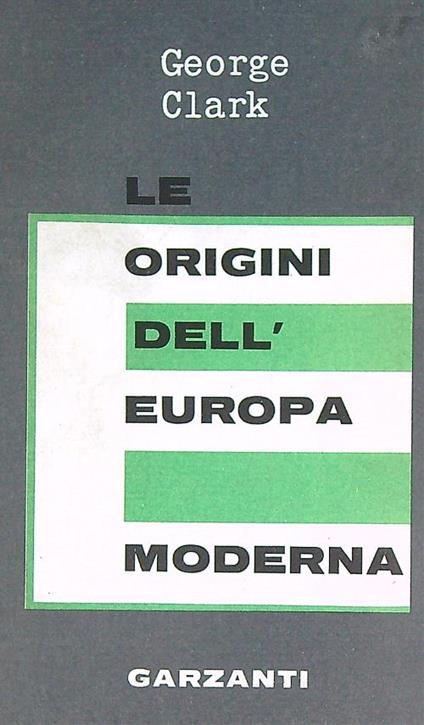 George
Clark
LE
ORIGINI
DELL'
EUROPA
MODERNA
GARZANTI